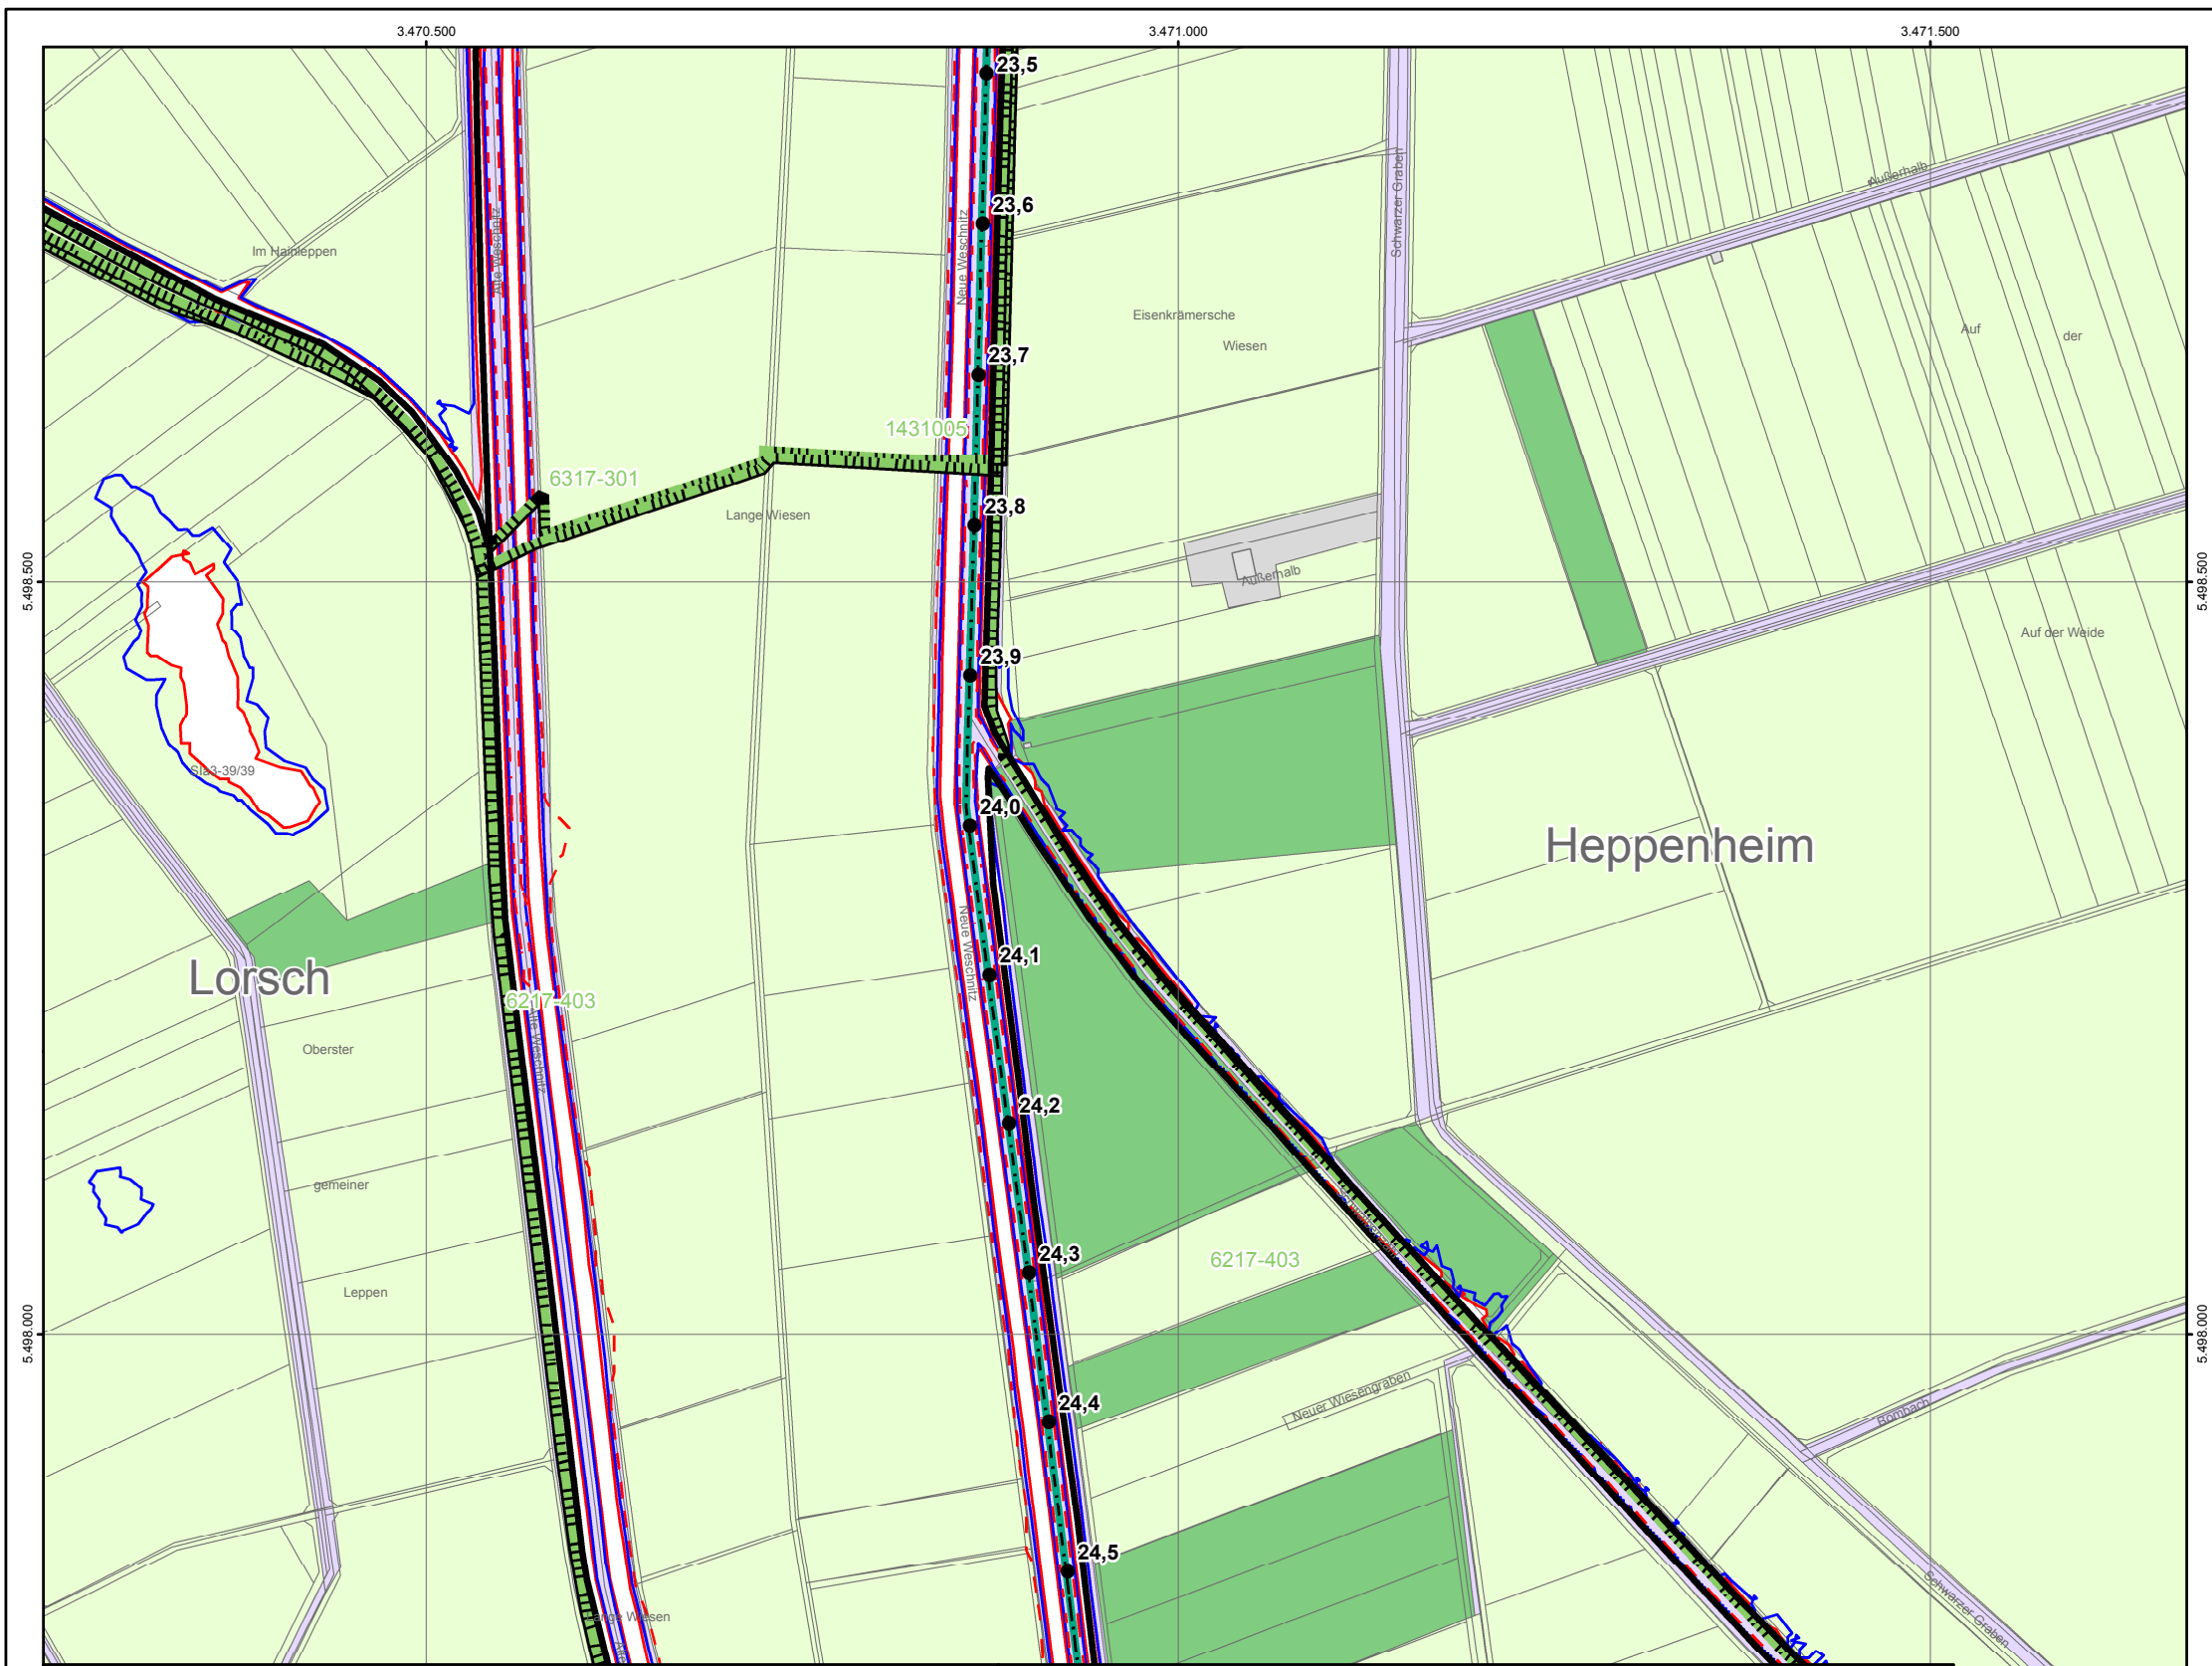 3.470.500
3.471.000
3.471.500
23,5
Außerhalb
Alte Weschnitz
Neue Weschnitz
Schwarzer Graben
23,6
Im Hainleppen
Eisenkrämersche
Wiesen
Auf
der
23,7
1431005
6317-301
Lange Wiesen
23,8
5.498.500
Außerhalb
5.498.500
Auf der Weide
23,9
Sla3-39/39
24,0
Heppenheim
Lorsch
Neue Weschnitz
24,1
6217-403
Alte Weschnitz
Oberster
24,2
gemeiner
24,3
6217-403
Leppen
5.498.000
5.498.000
24,4
Neuer Wiesengraben
Bombach
24,5
Lange Wiesen
Schwarzer Graben
Alte